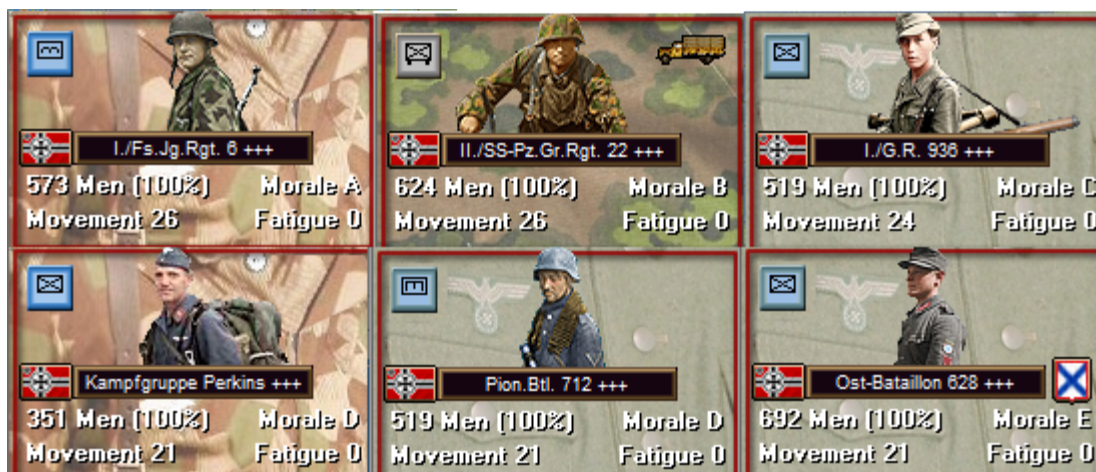 I./Fs.Jg.Rgt. 6 +++
573 Men (100%) Morale A
Movement 26 Fatigue 0
II./SS-Pz.Gr.Rgt. 22 +++
624 Men (100%) Morale B
Movement 26 Fatigue 0
I./G.R. 936 +++
519 Men (100%) Morale C
Movement 24 Fatigue 0
Kampfgruppe Perkins +++
351 Men (100%) Morale D
Movement 21 Fatigue 0
Pion.Btl. 712 +++
519 Men (100%) Morale D
Movement 21 Fatigue 0
Ost-Bataillon 628 +++
692 Men (100%) Morale E
Movement 21 Fatigue 0